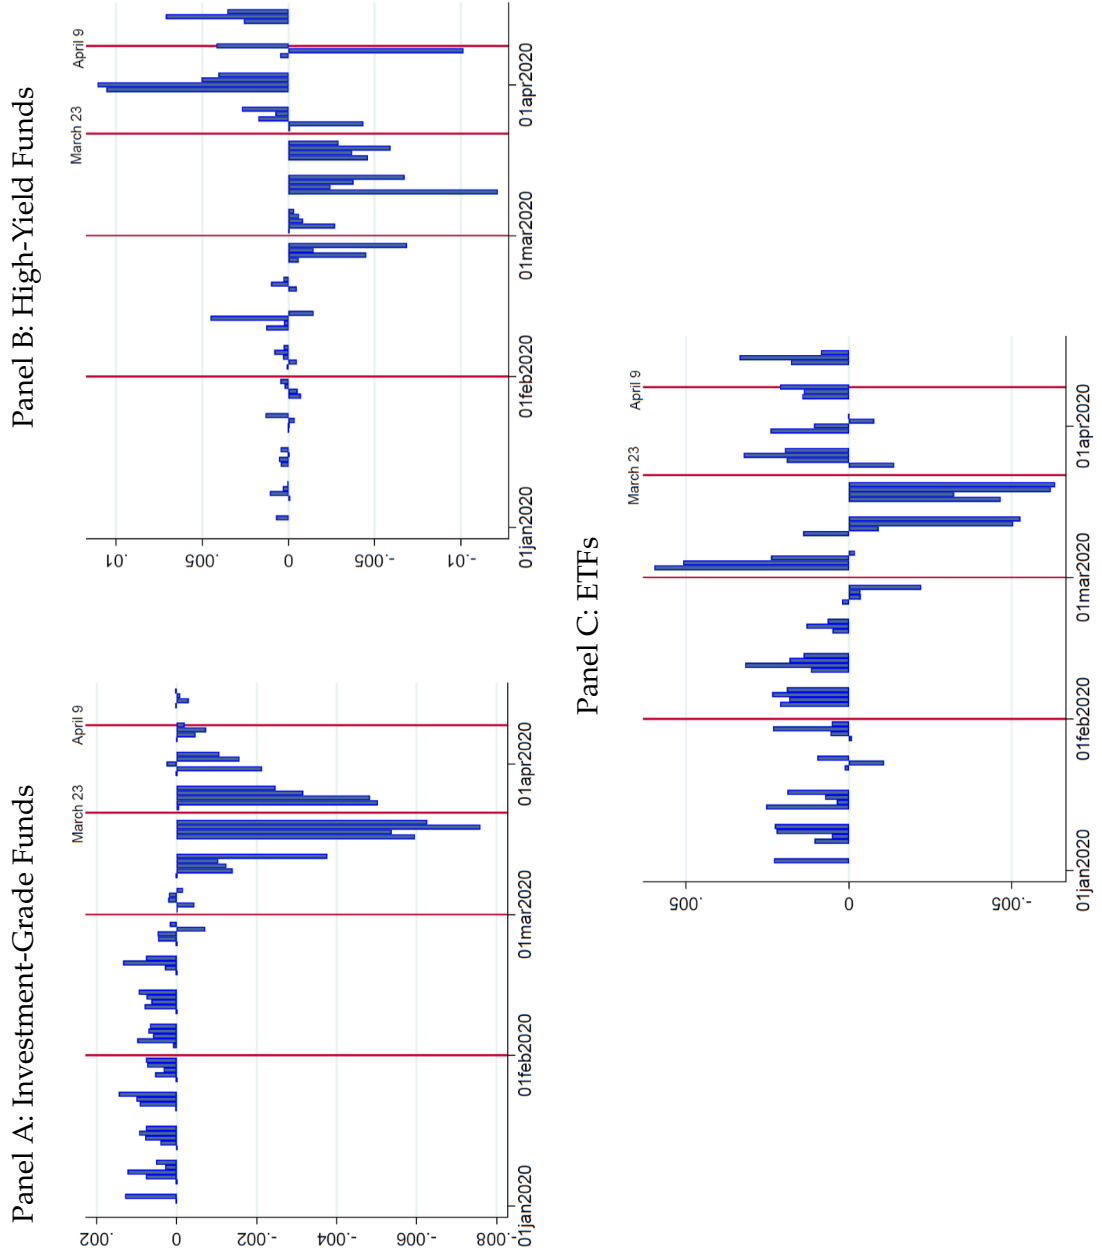 Panel A: Investment-Grade Funds
March 23
April 9
.002
0
-.002
-.004
-.006
-.008
01jan2020
01feb2020
01mar2020
01apr2020
Panel B: High-Yield Funds
March 23
April 9
.01
.005
0
-.005
-.01
01jan2020
01feb2020
01mar2020
01apr2020
Panel C: ETFs
March 23
April 9
.005
0
-.005
01jan2020
01feb2020
01mar2020
01apr2020